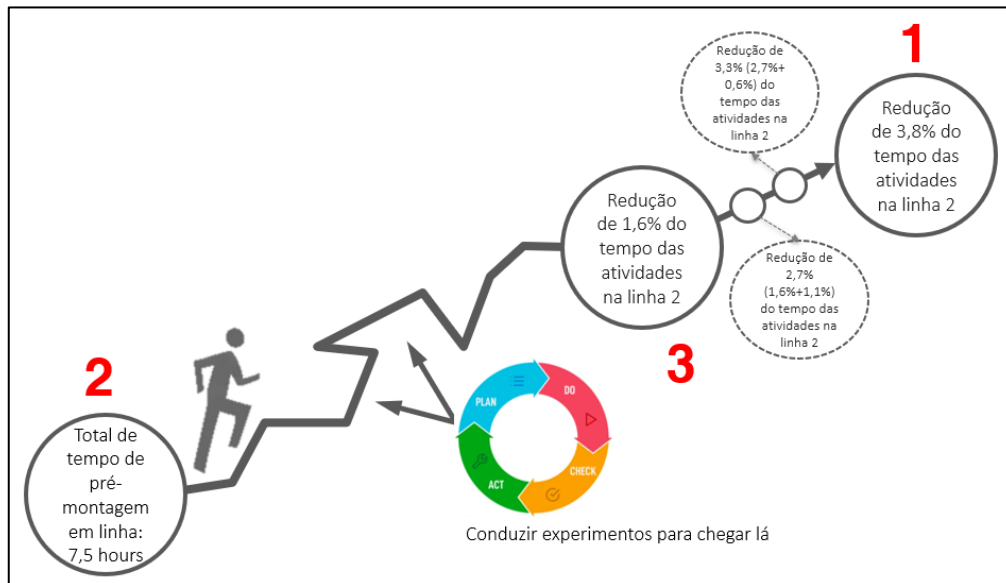 1
Redução de
3,3% (2,7%+
0,6%) do
tempo das
atividades na
linha 2
Redução
de 3,8% do
tempo das
atividades
na linha 2
Redução
de 1,6% do
tempo das
atividades
na linha 2
Redução de
2,7%
(1,6%+1,1%)
do tempo das
atividades na
linha 2
3
2
Total de
tempo de
pré-
montagem
em linha:
7,5 hours
PLAN
DO
CHECK
ACT
Conduzir experimentos para chegar lá